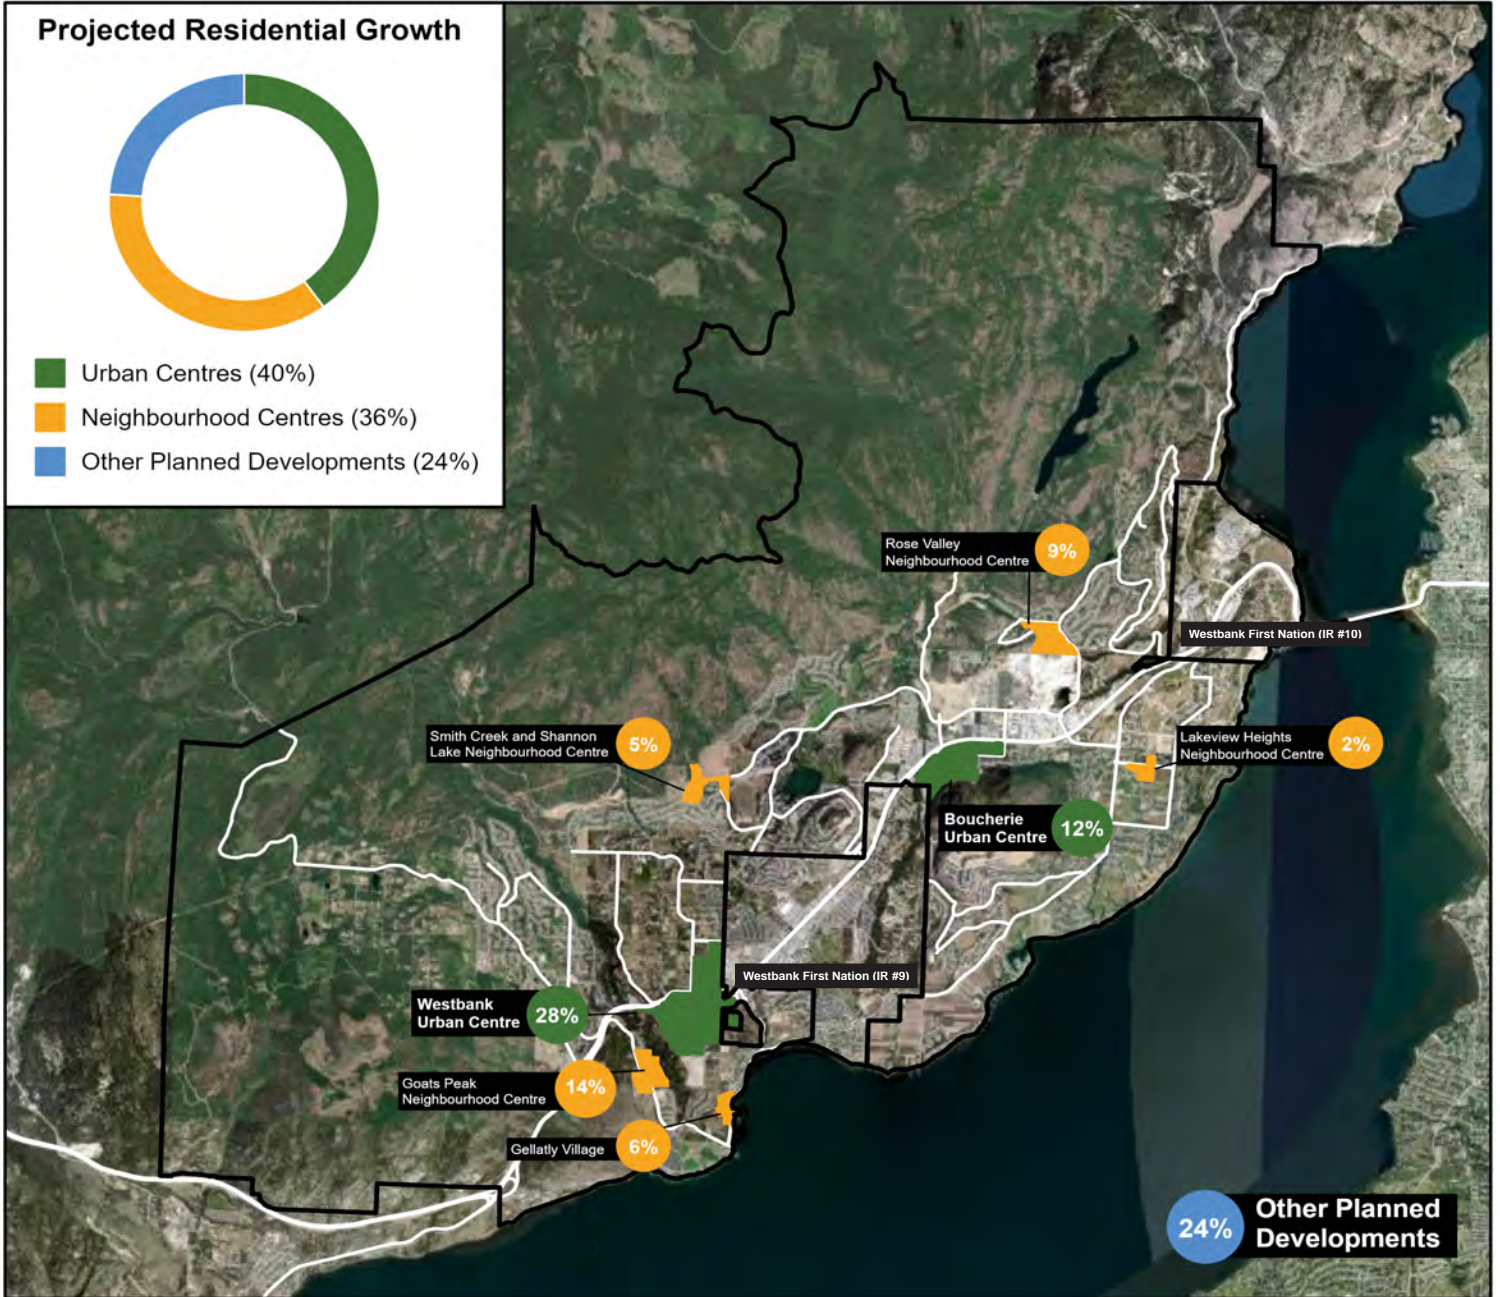 Projected Residential Growth
Urban Centres (40%)
Neighbourhood Centres (36%)
Other Planned Developments (24%)
Rose Valley
Neighbourhood Centre
9%
Westbank First Nation (IR #10)
Smith Creek and Shannon
Lake Neighbourhood Centre
5%
Lakeview Heights
Neighbourhood Centre
2%
Boucherie
Urban Centre
12%
Westbank First Nation (IR #9)
Westbank
Urban Centre
28%
Goats Peak
Neighbourhood Centre
14%
Gellatly Village
6%
24%
Other Planned
Developments